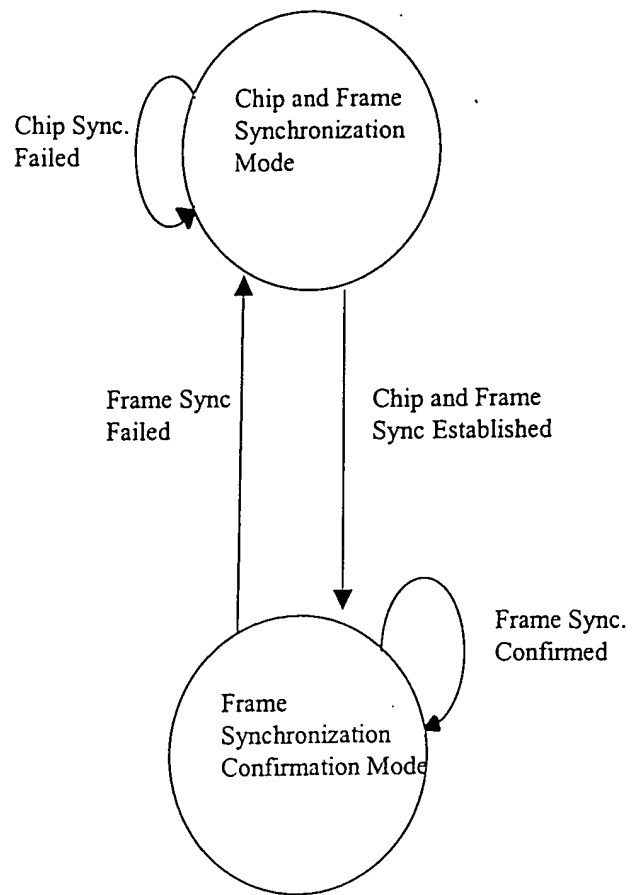 Chip and Frame
Synchronization
Mode
Chip Sync.
Failed
Frame Sync
Failed
Chip and Frame
Sync Established
Frame Sync.
Confirmed
Frame
Synchronization
Confirmation Mode